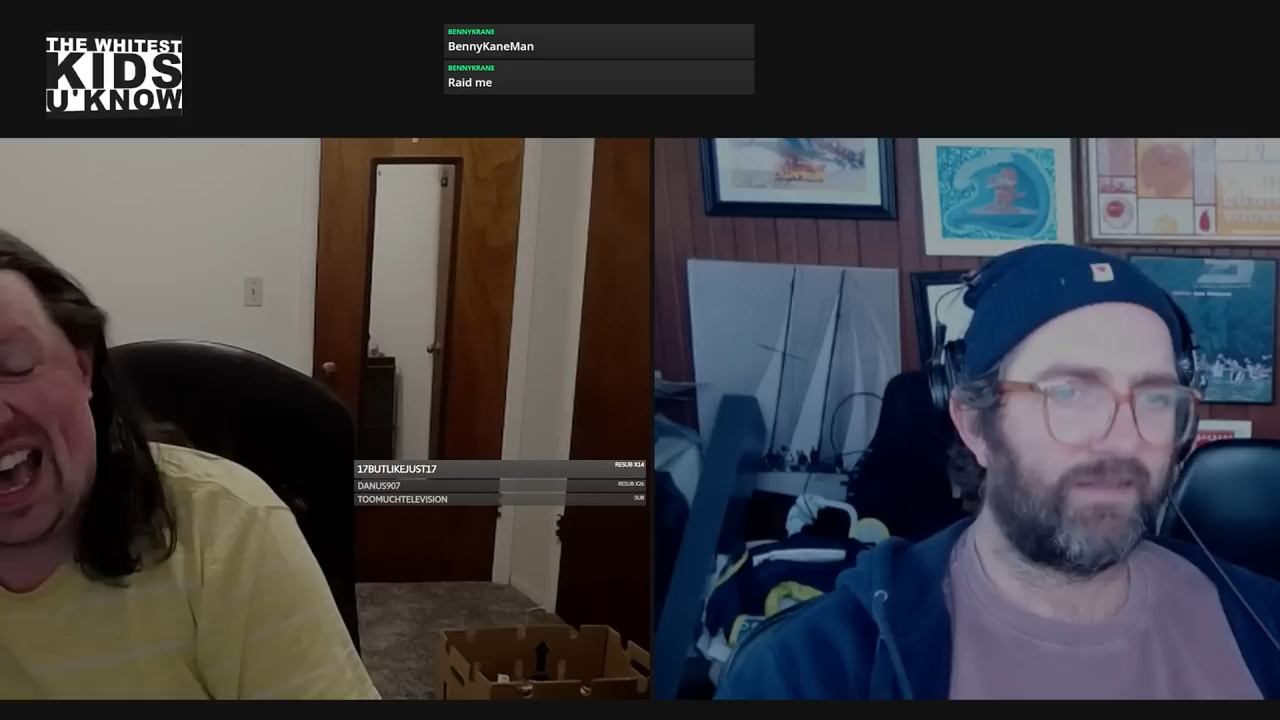 THE WHITEST
KIDS
U'KNOW
BENNYKRANE
BennyKaneMan
BENNYKRANE
Raid me
17BUTLIKEJUST17
RESUB X14
DANUS907
RESUB X26
TOOMUCHTELEVISION
SUB